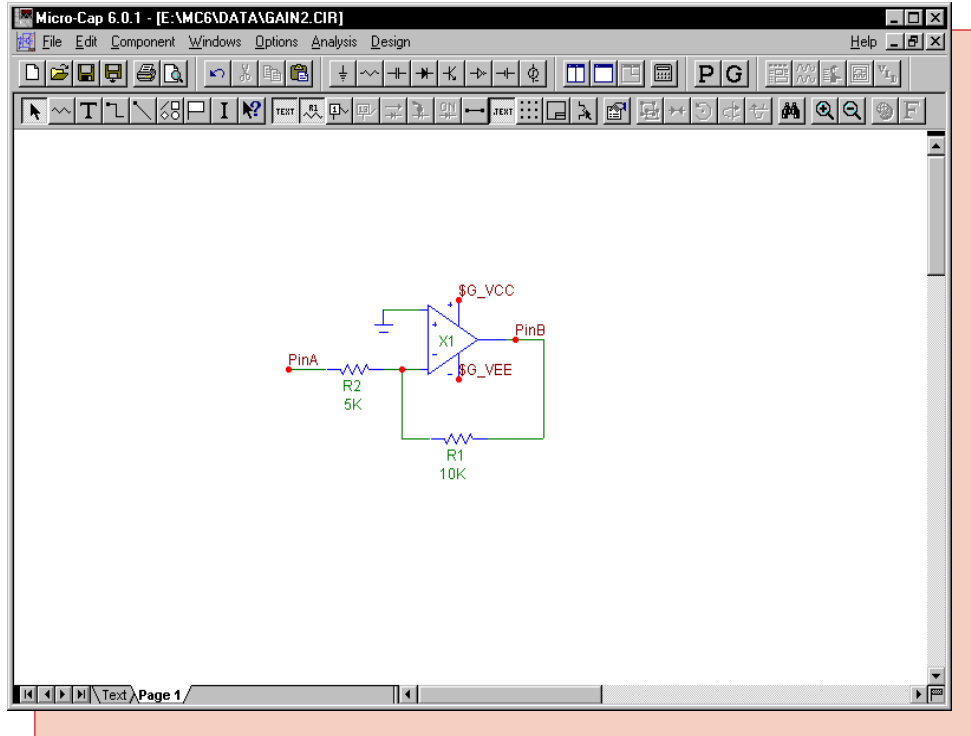 Micro-Cap 6.0.1 - [E:\MC6\DATA\GAIN2.CIR]
File Edit Component Windows Options Analysis Design Help
P G
T I TEXT R1 .TEXT F
$G_VCC
+
+
X1
PinB
-
-
$G_VEE
PinA
R2
5K
R1
10K
Text Page 1